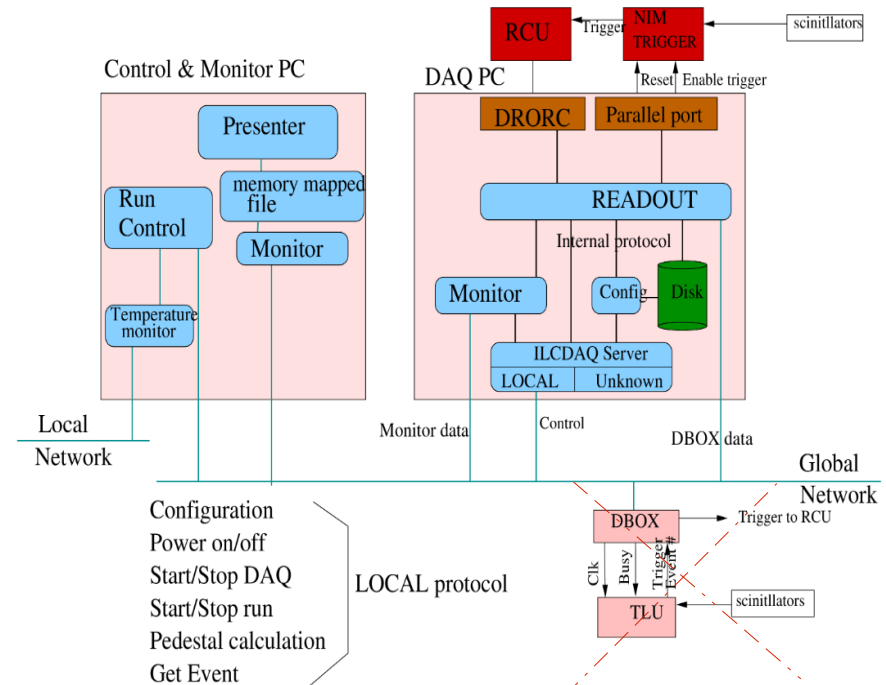 RCU
Trigger
NIM
TRIGGER
scinitllators
Control & Monitor PC
DAQ PC
Reset
Enable trigger
Presenter
DRORC
Parallel port
memory mapped
file
Run
Control
READOUT
Monitor
Internal protocol
Monitor
Config
Disk
Temperature
monitor
ILCDAQ Server
LOCAL
Unknown
Local
Network
Monitor data
Control
DBOX data
Global
Network
Configuration
Power on/off
Start/Stop DAQ
Start/Stop run
Pedestal calculation
Get Event
LOCAL protocol
DBOX
Trigger to RCU
Clk
Busy
Trigger
Event #
TLU
scinitllators